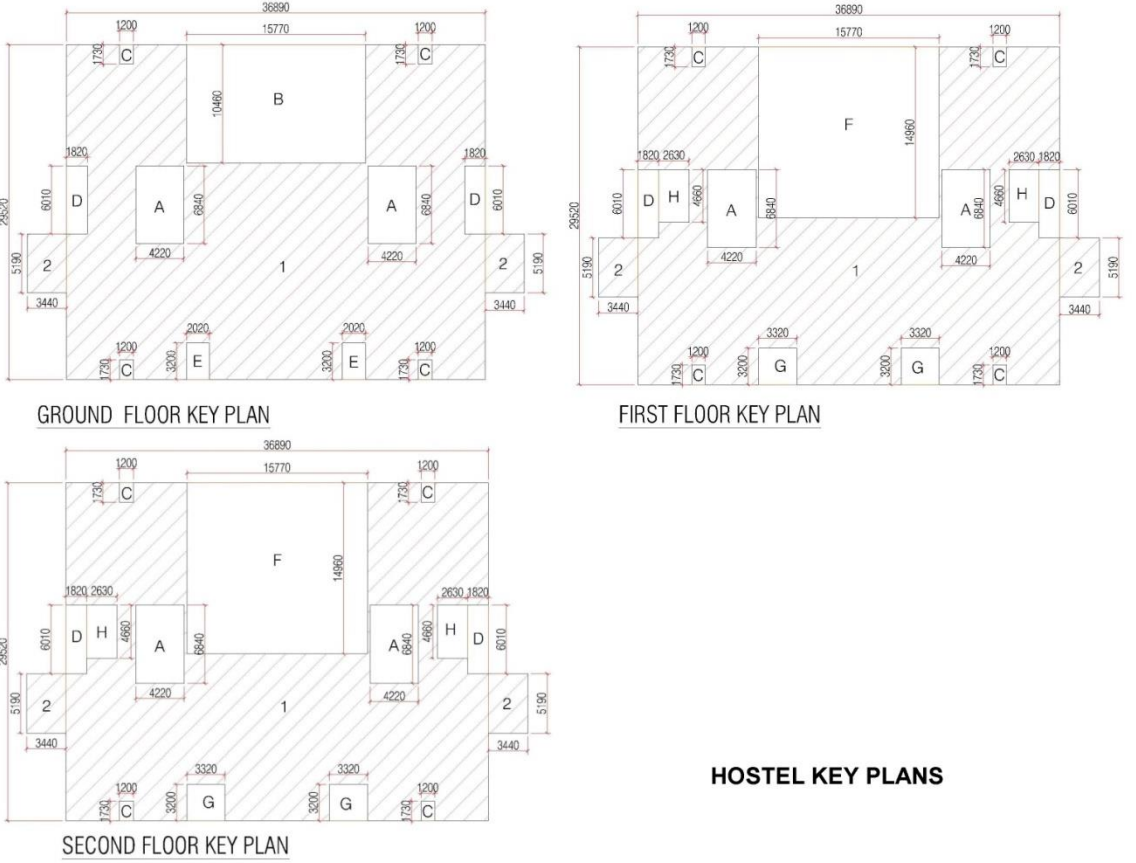 36890
1200
15770
1200
1730
C
1730
C
B
10460
1820
1820
29520
6010
D
A
6840
A
6840
D
6010
4220
4220
5190
2
1
2
5190
3440
3440
2020
2020
1200
3200
E
3200
E
1200
1730
C
1730
C
GROUND FLOOR KEY PLAN
36890
1200
15770
1200
1730
C
1730
C
F
14960
1820
2630
2630
1820
29520
6010
D
H
4660
A
6840
A
6840
4660
H
D
6010
4220
4220
5190
2
1
2
5190
3440
3440
3320
3320
1200
3200
G
3200
G
1200
1730
C
1730
C
FIRST FLOOR KEY PLAN
36890
1200
15770
1200
1730
C
1730
C
F
14960
1820
2630
2630
1820
29520
6010
D
H
4660
A
6840
A
6840
4660
H
D
6010
4220
4220
5190
2
1
2
5190
3440
3440
3320
3320
1200
3200
G
3200
G
1200
1730
C
1730
C
SECOND FLOOR KEY PLAN
HOSTEL KEY PLANS